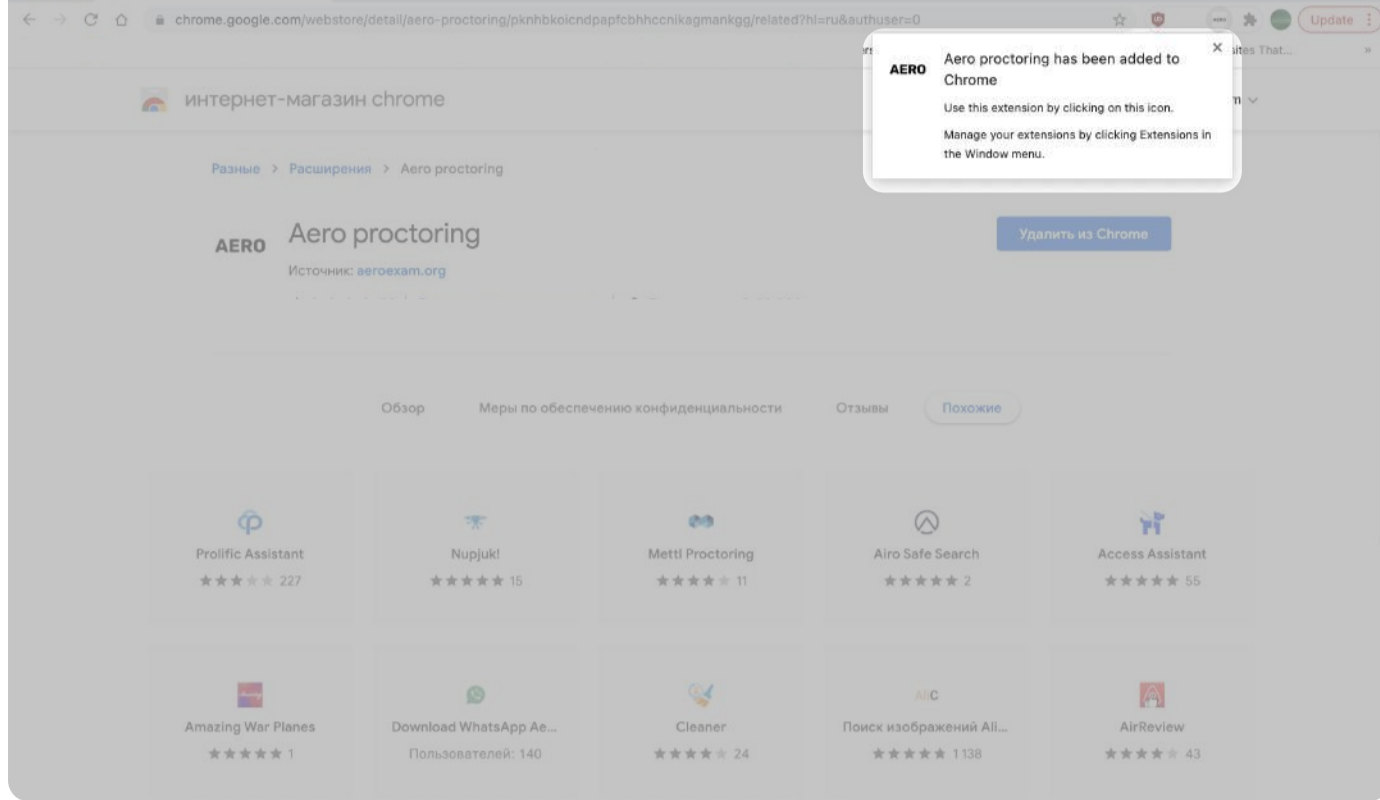 chrome.google.com/webstore/detail/aero-proctoring/pknhbkoicndpapfcbhhccnikagmankgg/related?hl=ru&authuser=0
Update
ites That...
»
AERO
Aero proctoring has been added to
Chrome
Use this extension by clicking on this icon.
Manage your extensions by clicking Extensions in
the Window menu.
интернет-магазин chrome
Разные > Расширения > Aero proctoring
AERO
Aero proctoring
Удалить из Chrome
Источник: aeroexam.org
Обзор Меры по обеспечению конфиденциальности Отзывы Похожие
Prolific Assistant Nupjuk! Mettl Proctoring Airo Safe Search Access Assistant
227 15 11 2 55
Amazing War Planes Download WhatsApp Ae... Cleaner Поиск изображений Ali... AirReview
1 Пользователей: 140 24 1 138 43